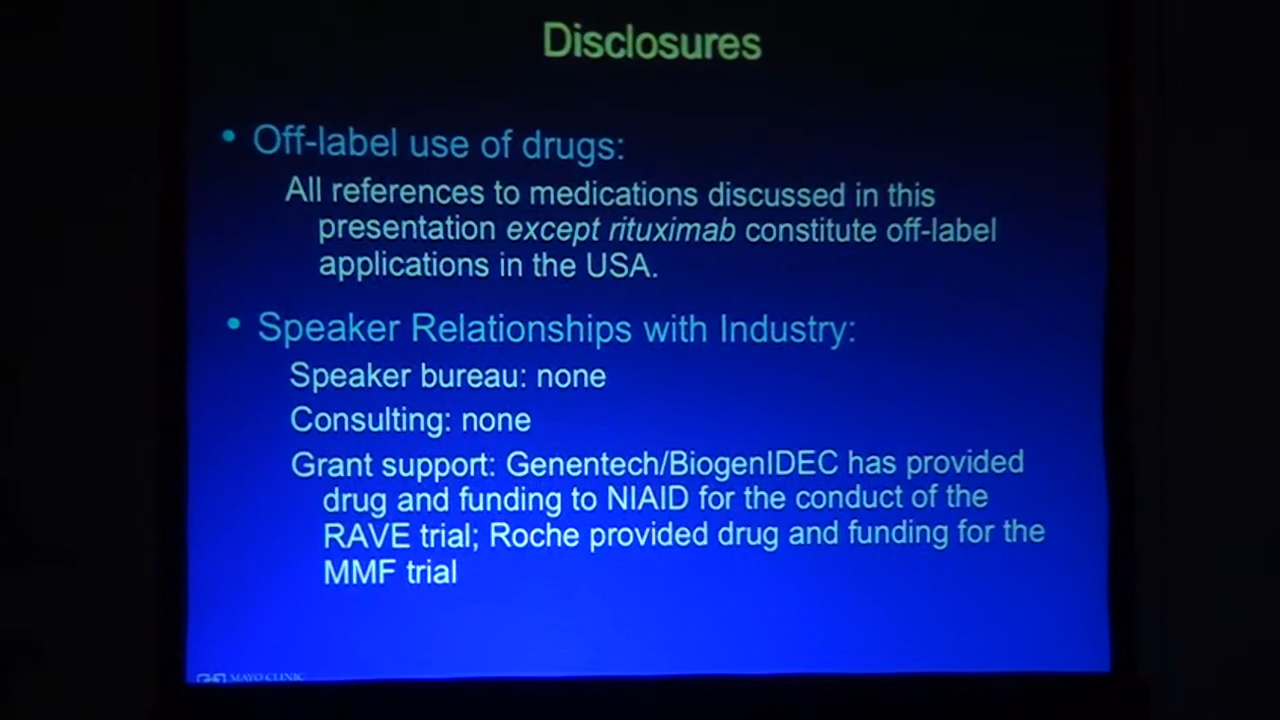 Disclosures
• Off-label use of drugs:
All references to medications discussed in this
presentation except rituximab constitute off-label
applications in the USA.
• Speaker Relationships with Industry:
Speaker bureau: none
Consulting: none
Grant support: Genentech/BiogenIDEC has provided
drug and funding to NIAID for the conduct of the
RAVE trial; Roche provided drug and funding for the
MMF trial
MAYO CLINIC